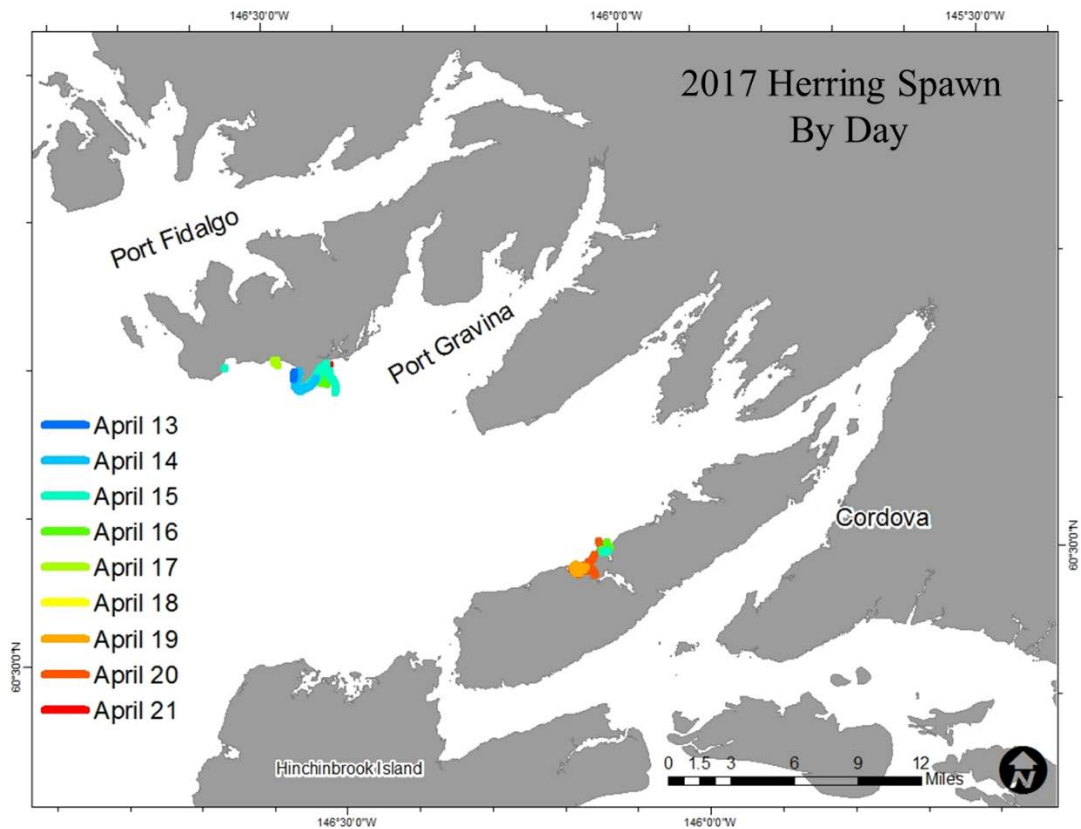 146°30'0"W
146°0'0"W
145°30'0"W
2017 Herring Spawn
By Day
Port Fidalgo
Port Gravina
April 13
April 14
April 15
April 16
April 17
April 18
April 19
April 20
April 21
Cordova
60°30'0"N
60°30'0"N
Hinchinbrook Island
0 1.5 3 6 9 12
Miles
N
146°30'0"W
146°0'0"W